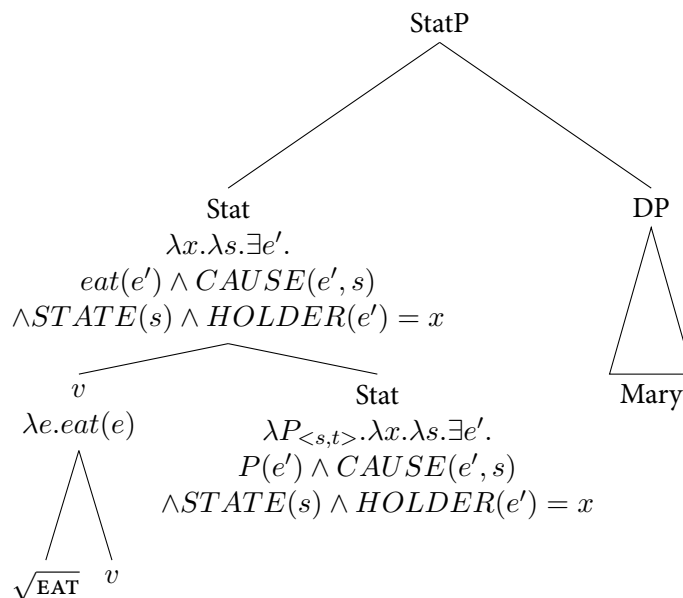 StatP
Stat
λx.λs.∃e′.
eat(e′) ∧ CAUSE(e′, s)
∧STATE(s) ∧ HOLDER(e′) = x
DP
Mary
v
λe.eat(e)
Stat
λP<s,t>.λx.λs.∃e′.
P(e′) ∧ CAUSE(e′, s)
∧STATE(s) ∧ HOLDER(e′) = x
√EAT v